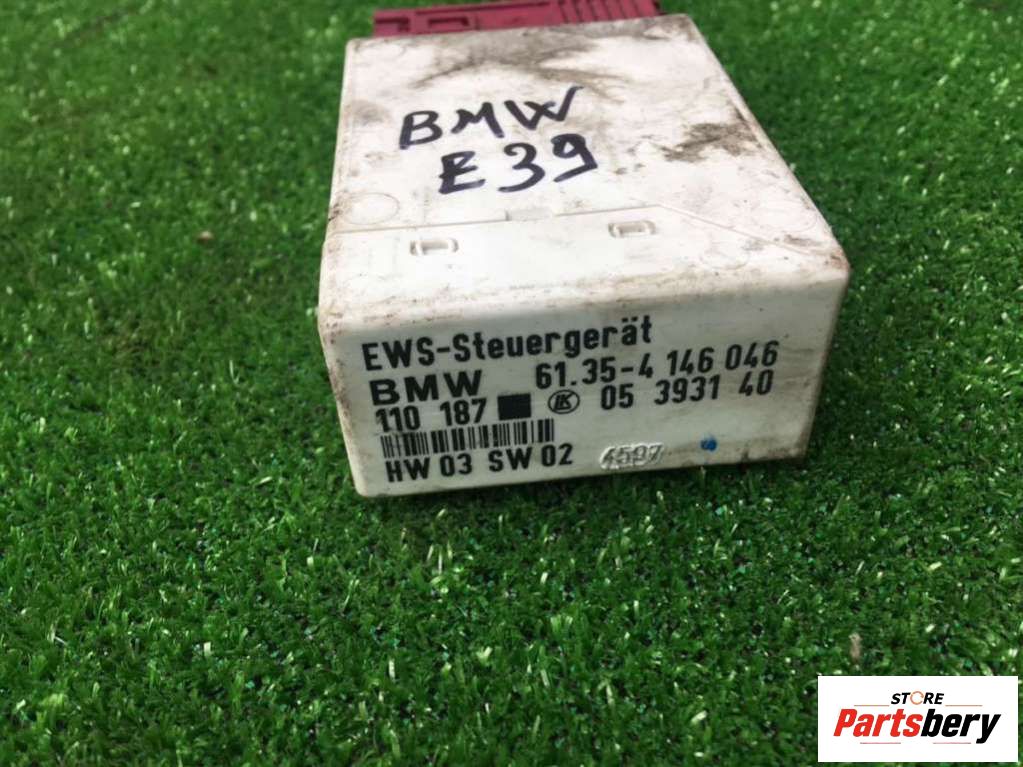 BMW
E39
EWS-Steuergerät
BMW 61.35-4 146 046
110 187 LK 05 3931 40
HW 03 SW 02 4597
STORE
Partsbery